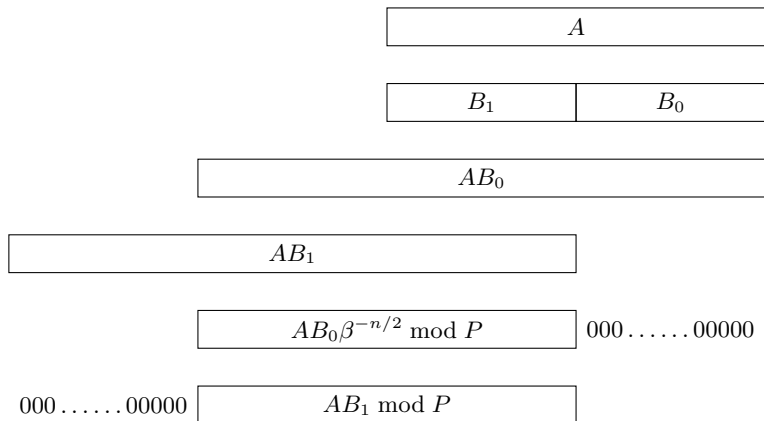 A
B₁ B₀
AB₀
AB₁
AB₀β⁻ⁿ/² mod P 000 . . . . . . 00000
000 . . . . . . 00000 AB₁ mod P